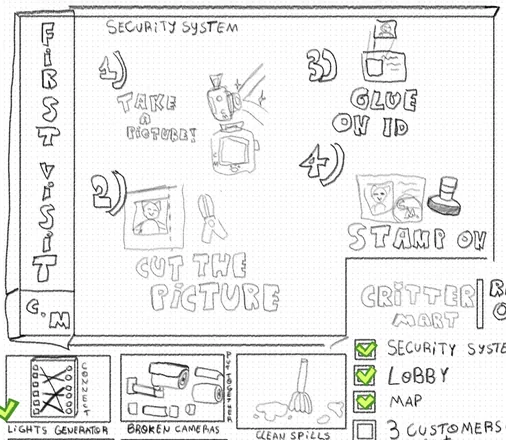 FiRST ViSiT
C.M
SECURITY SYSTEM
1)
TAKE
A
PICTURE!
2)
CUT THE
PiCTURE
3)
GLUE
ON ID
4)
STAMP ON
CRiTTER
MART
SECURITY SYSTE
LOBBY
MAP
3 CUSTOMERS
CONNECT
LIGHTS GENERATOR
PUT TOGETHER
BROKEN CAMERAS
CLEAN SPILLS